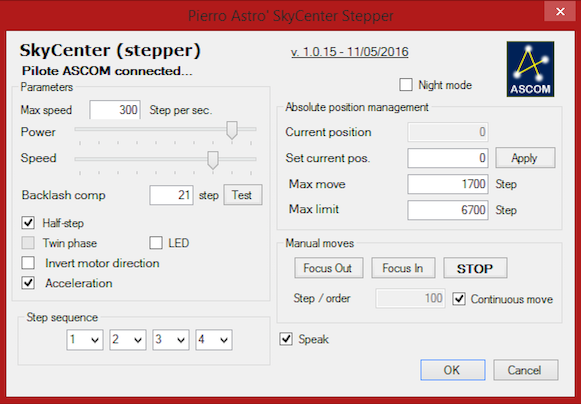 Pierro Astro' SkyCenter Stepper
SkyCenter (stepper)
Pilote ASCOM connected...
v. 1.0.15 - 11/05/2016
Night mode
ASCOM
Parameters
Max speed 300 Step per sec.
Power
Speed
Backlash comp 21 step Test
Half-step
Twin phase LED
Invert motor direction
Acceleration
Step sequence
1 2 3 4
Absolute position management
Current position 0
Set current pos. 0 Apply
Max move 1700 Step
Max limit 6700 Step
Manual moves
Focus Out Focus In STOP
Step / order 100 Continuous move
Speak
OK Cancel